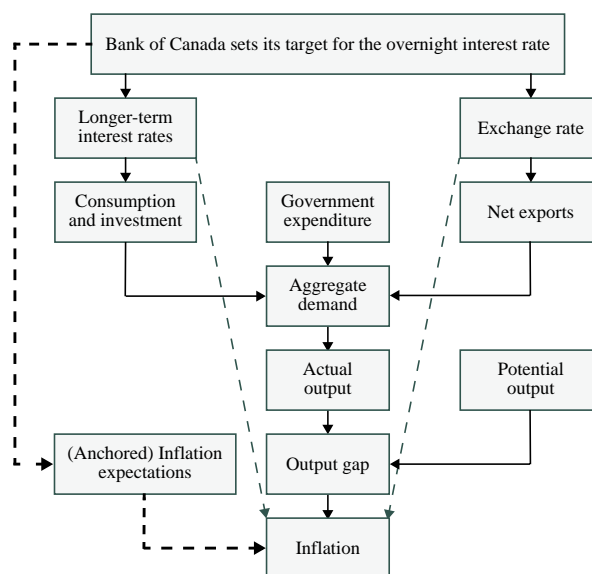 Bank of Canada sets its target for the overnight interest rate
Longer-term
interest rates
Exchange rate
Consumption
and investment
Government
expenditure
Net exports
Aggregate
demand
Actual
output
Potential
output
(Anchored) Inflation
expectations
Output gap
Inflation